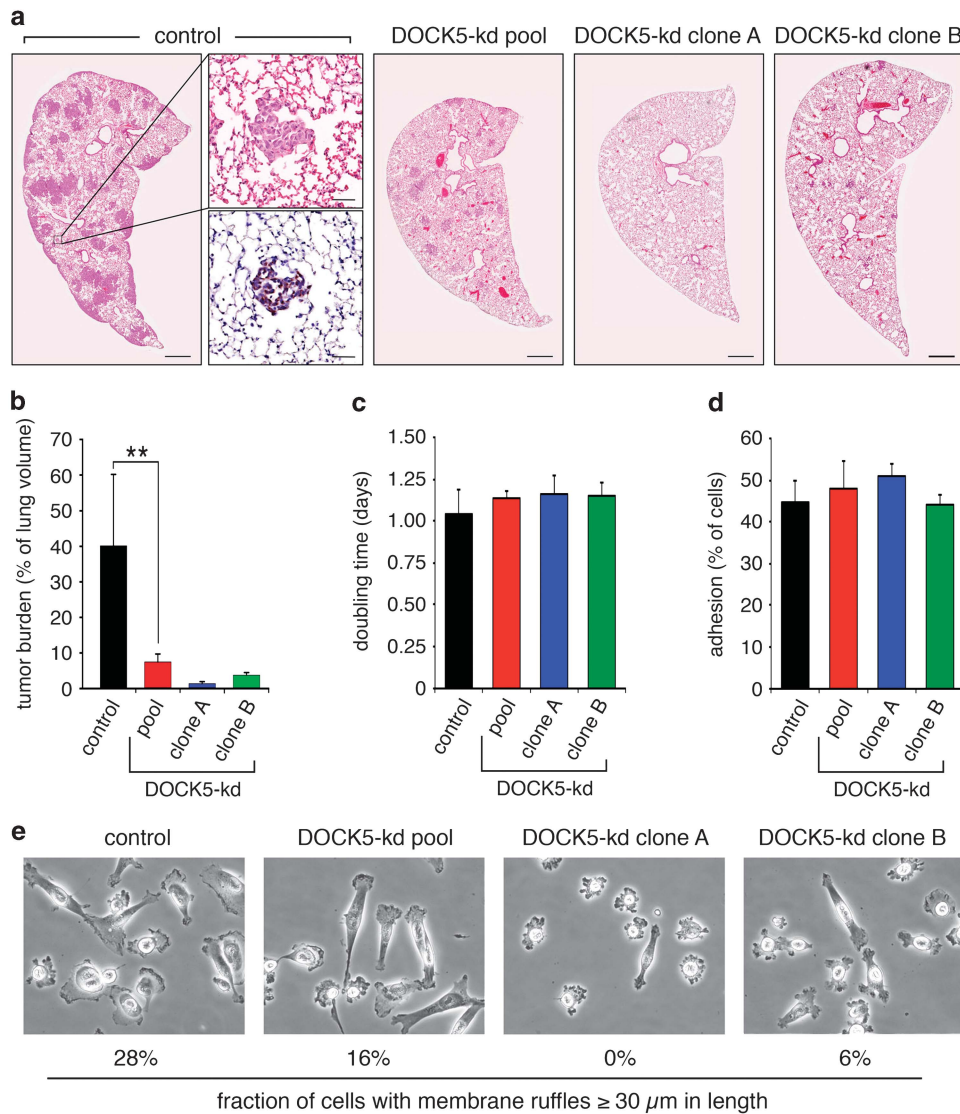 a
control
DOCK5-kd pool
DOCK5-kd clone A
DOCK5-kd clone B
b
tumor burden (% of lung volume)
70
60
50
40
30
20
10
0
**
control
pool
clone A
clone B
DOCK5-kd
c
doubling time (days)
1.50
1.25
1.00
0.75
0.50
0.25
0
control
pool
clone A
clone B
DOCK5-kd
d
adhesion (% of cells)
60
50
40
30
20
10
0
control
pool
clone A
clone B
DOCK5-kd
e
control
DOCK5-kd pool
DOCK5-kd clone A
DOCK5-kd clone B
28%
16%
0%
6%
fraction of cells with membrane ruffles ≥ 30 μm in length